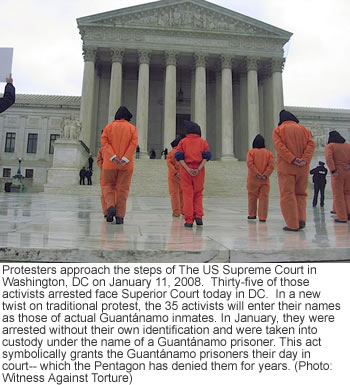 Protesters approach the steps of The US Supreme Court in
Washington, DC on January 11, 2008.  Thirty-five of those
activists arrested face Superior Court today in DC.  In a new
twist on traditional protest, the 35 activists will enter their names
as those of actual Guantánamo inmates. In January, they were
arrested without their own identification and were taken into
custody under the name of a Guantánamo prisoner. This act
symbolically grants the Guantánamo prisoners their day in
court-- which the Pentagon has denied them for years. (Photo:
Witness Against Torture)